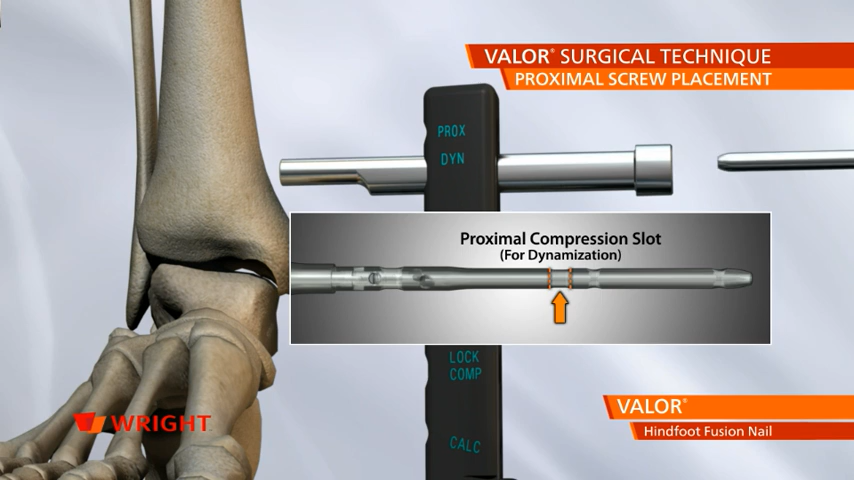 VALOR® SURGICAL TECHNIQUE
PROXIMAL SCREW PLACEMENT
PROX
DYN
Proximal Compression Slot
(For Dynamization)
LOCK
COMP
CALC
WRIGHT
VALOR®
Hindfoot Fusion Nail